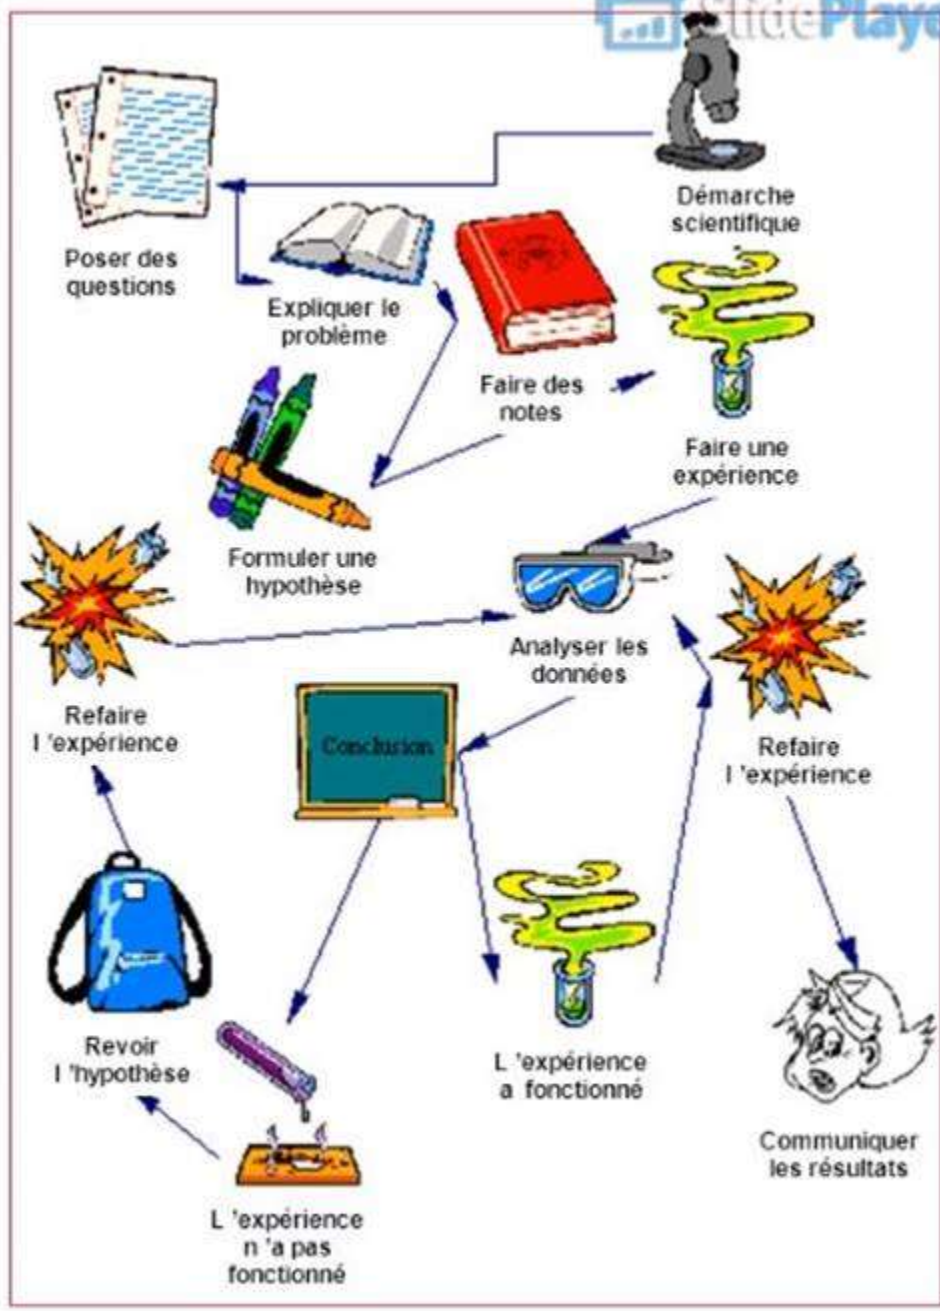 SlidePlaye
Démarche
scientifique
Poser des
questions
Expliquer le
problème
Faire des
notes
Faire une
expérience
Formuler une
hypothèse
Analyser les
données
Refaire
l 'expérience
Conclusion
Refaire
l 'expérience
Revoir
l 'hypothèse
L 'expérience
a fonctionné
Communiquer
les résultats
L 'expérience
n 'a pas
fonctionné